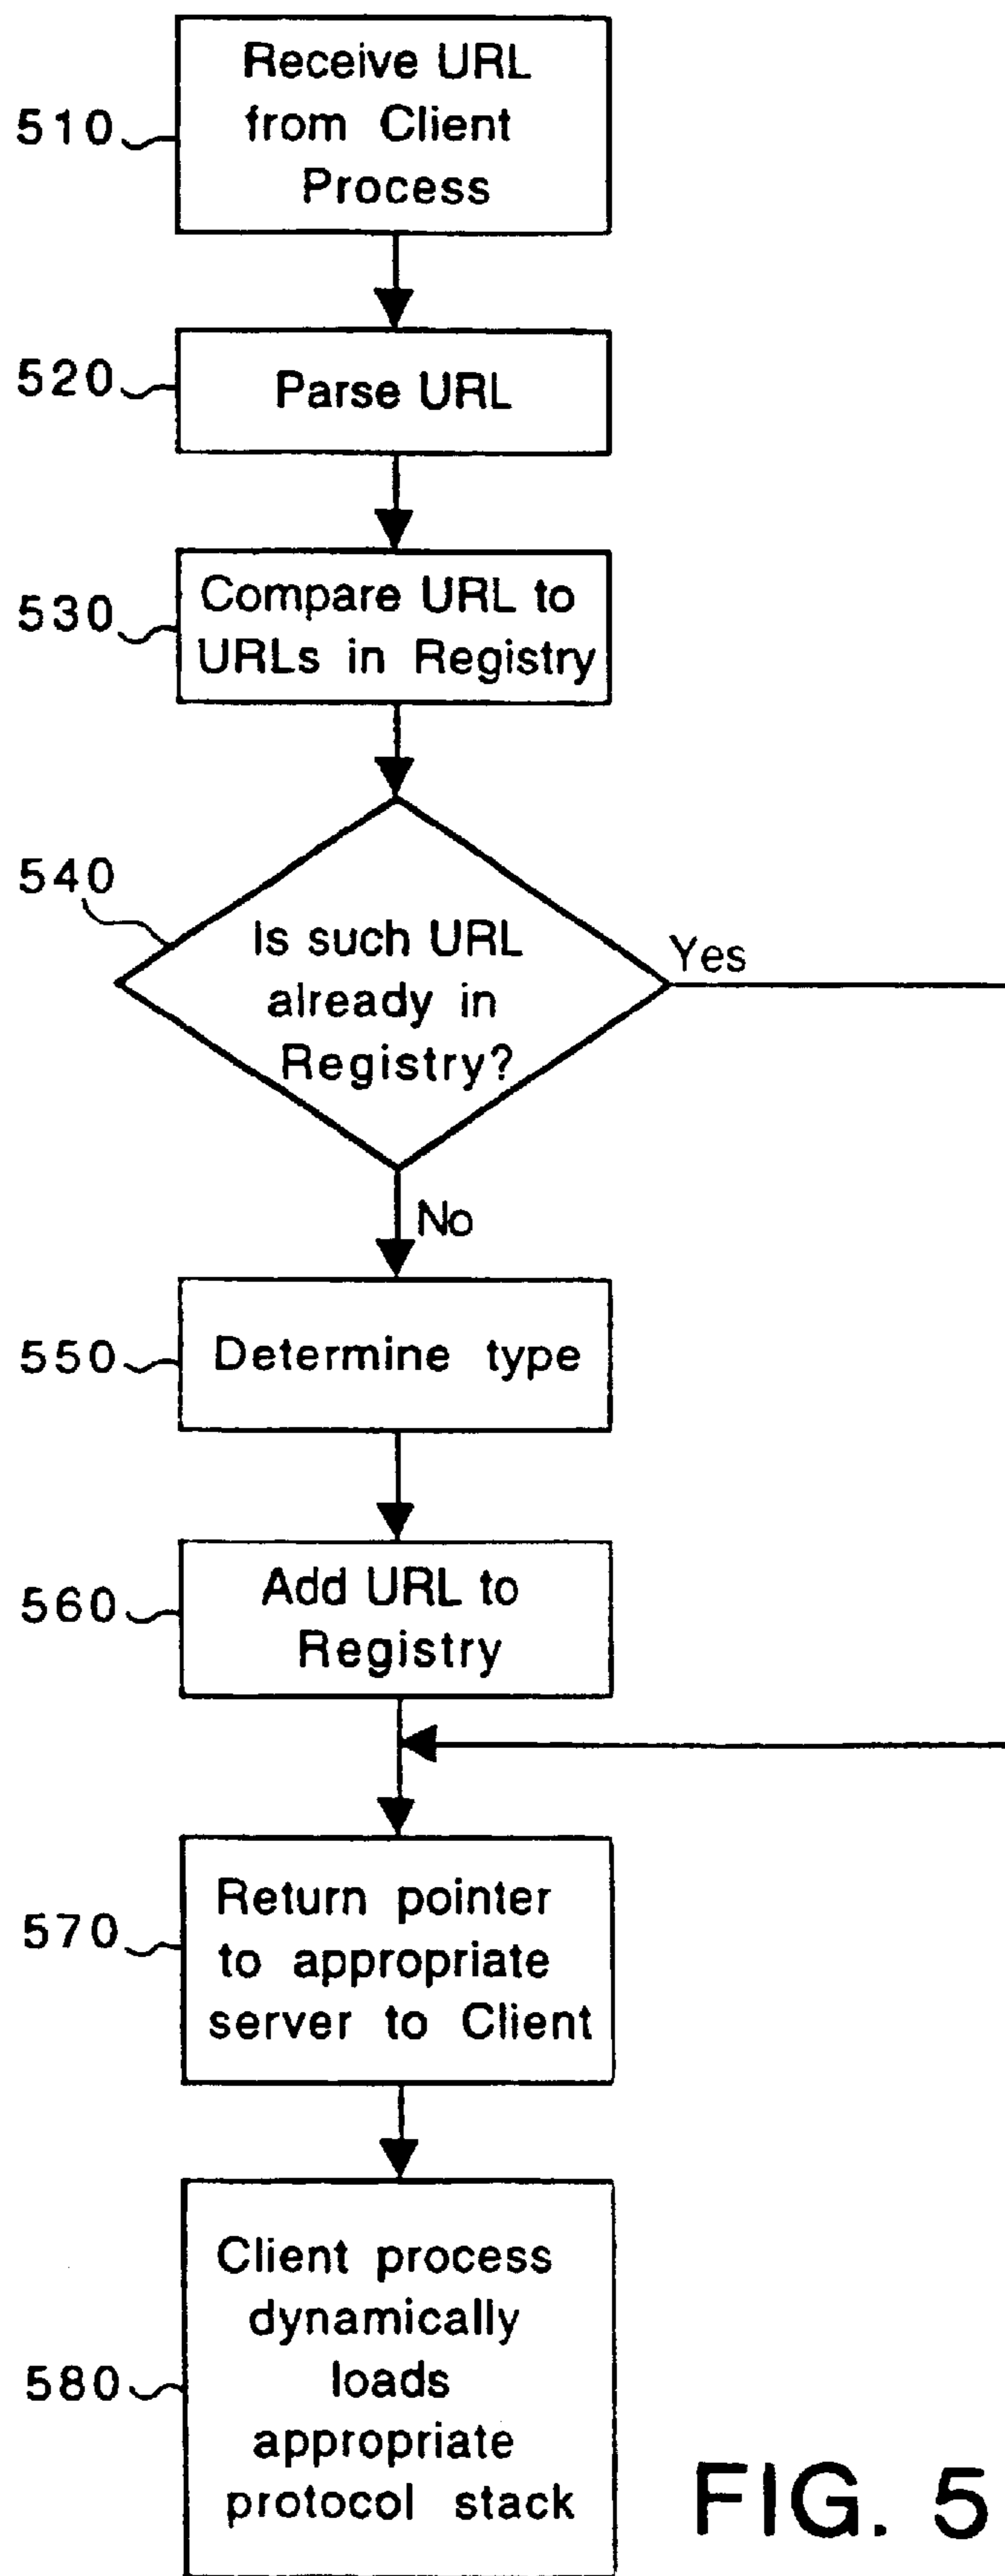 510
Receive URL
from Client
Process
520
Parse URL
530
Compare URL to
URLs in Registry
540
Is such URL
already in
Registry?
Yes
No
550
Determine type
560
Add URL to
Registry
570
Return pointer
to appropriate
server to Client
580
Client process
dynamically
loads
appropriate
protocol stack
FIG. 5